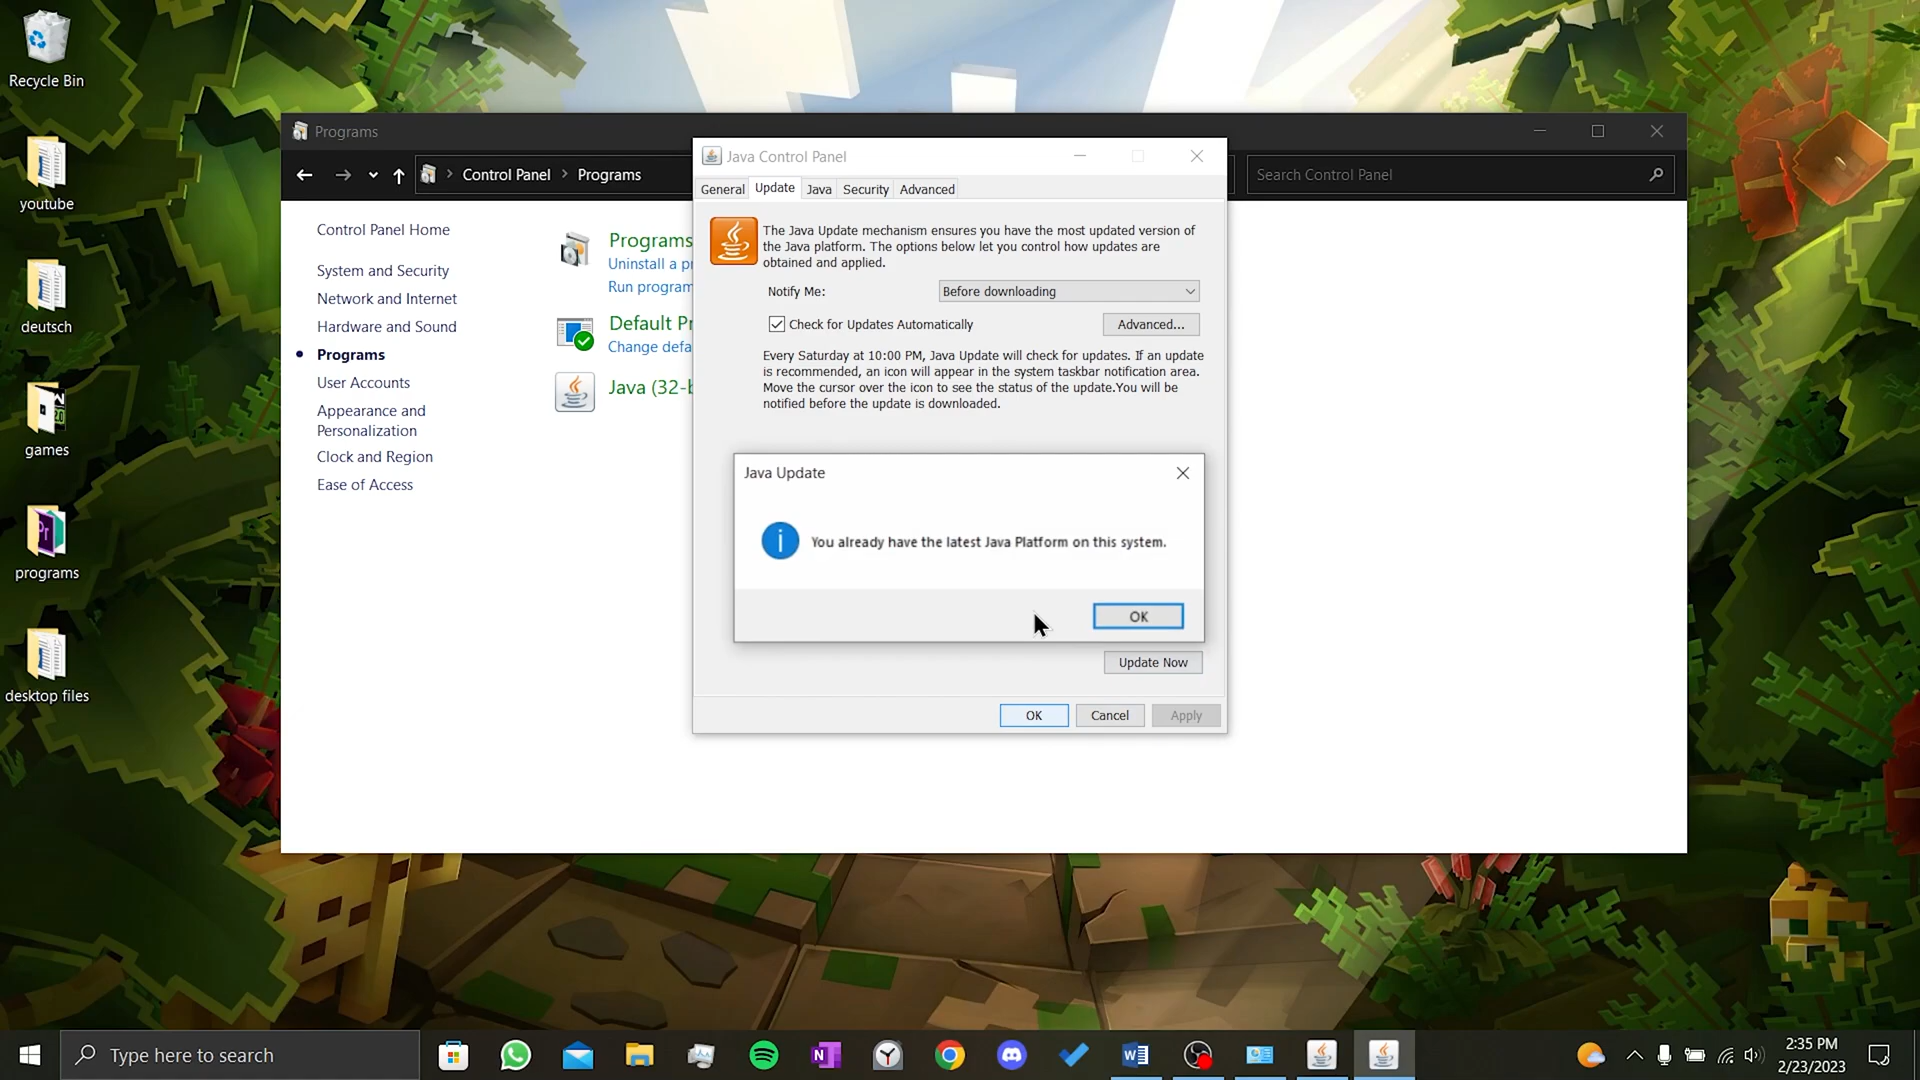 Recycle Bin
youtube
deutsch
games
programs
desktop files
Programs
Control Panel
Programs
Search Control Panel
Control Panel Home
System and Security
Network and Internet
Hardware and Sound
Programs
User Accounts
Appearance and
Personalization
Clock and Region
Ease of Access
Programs
Uninstall a
Run program
Default
Change
Java
Java Control Panel
General
Update
Java
Security
Advanced
The Java Update mechanism ensures you have the most updated version of
the Java platform. The options below let you control how updates are
obtained and applied.
Notify Me:
Before downloading
Check for Updates Automatically
Advanced...
Every Saturday at 10:00 PM, Java Update will check for updates. If an update
is recommended, an icon will appear in the system taskbar notification area.
Move the cursor over the icon to see the status of the update.You will be
notified before the update is downloaded.
Java Update
You already have the latest Java Platform on this system.
OK
Update Now
OK
Cancel
Apply
Type here to search
2:35 PM
2/23/2023